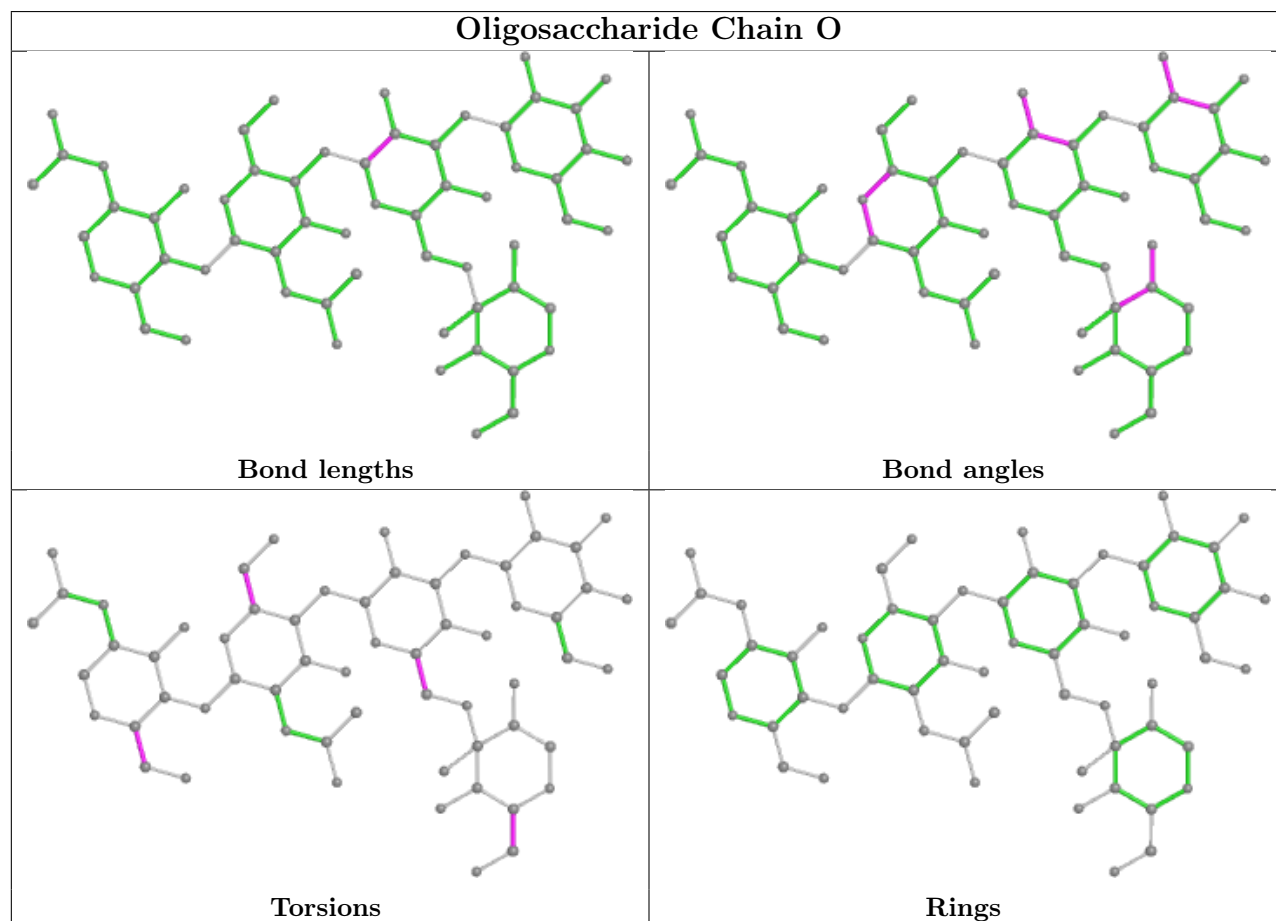 Oligosaccharide Chain O
Bond lengths
Bond angles
Torsions
Rings